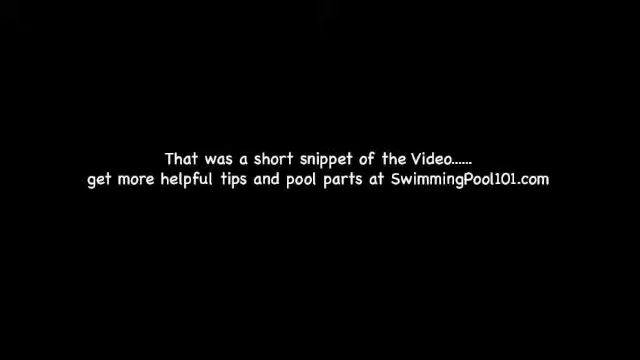 That was a short snippet of the Video......
get more helpful tips and pool parts at SwimmingPool101.com